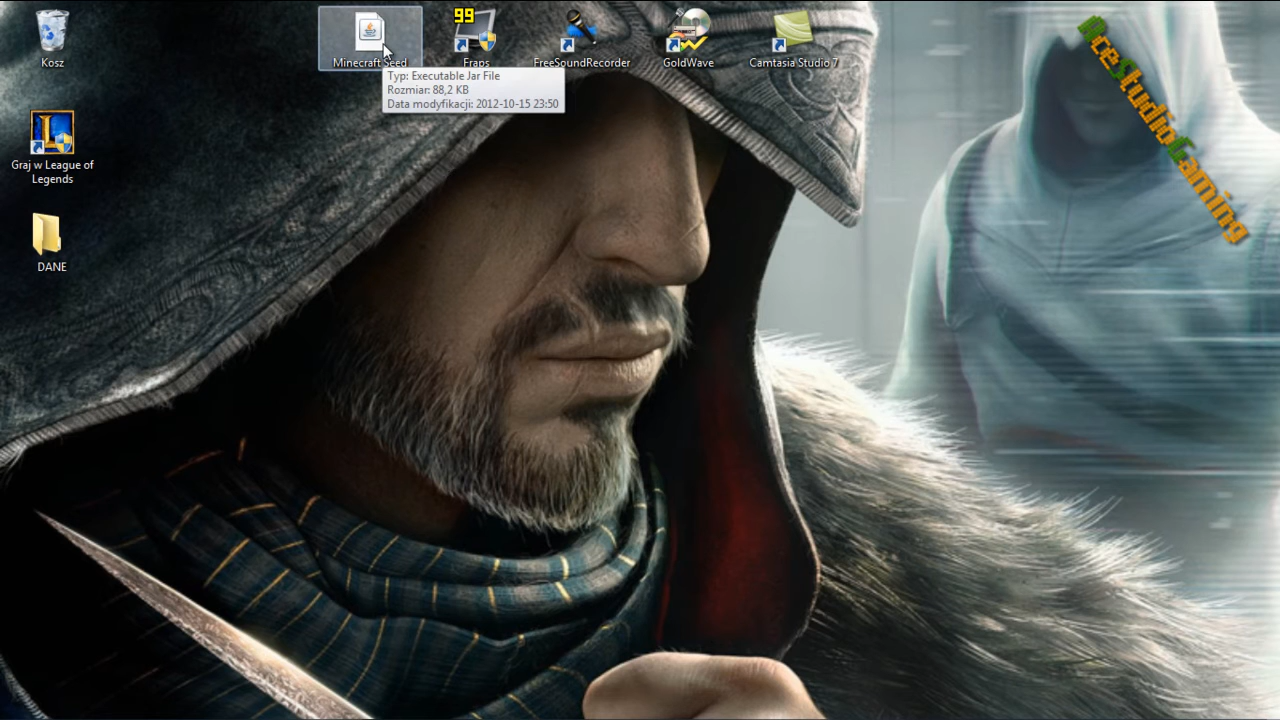 Kosz
Minecraft Seed
99
Fraps
FreeSoundRecorder
GoldWave
Camtasia Studio 7
Typ: Executable Jar File
Rozmiar: 88,2 KB
Data modyfikacji: 2012-10-15 23:50
Graj w League of
Legends
DANE
AceStudioGaming